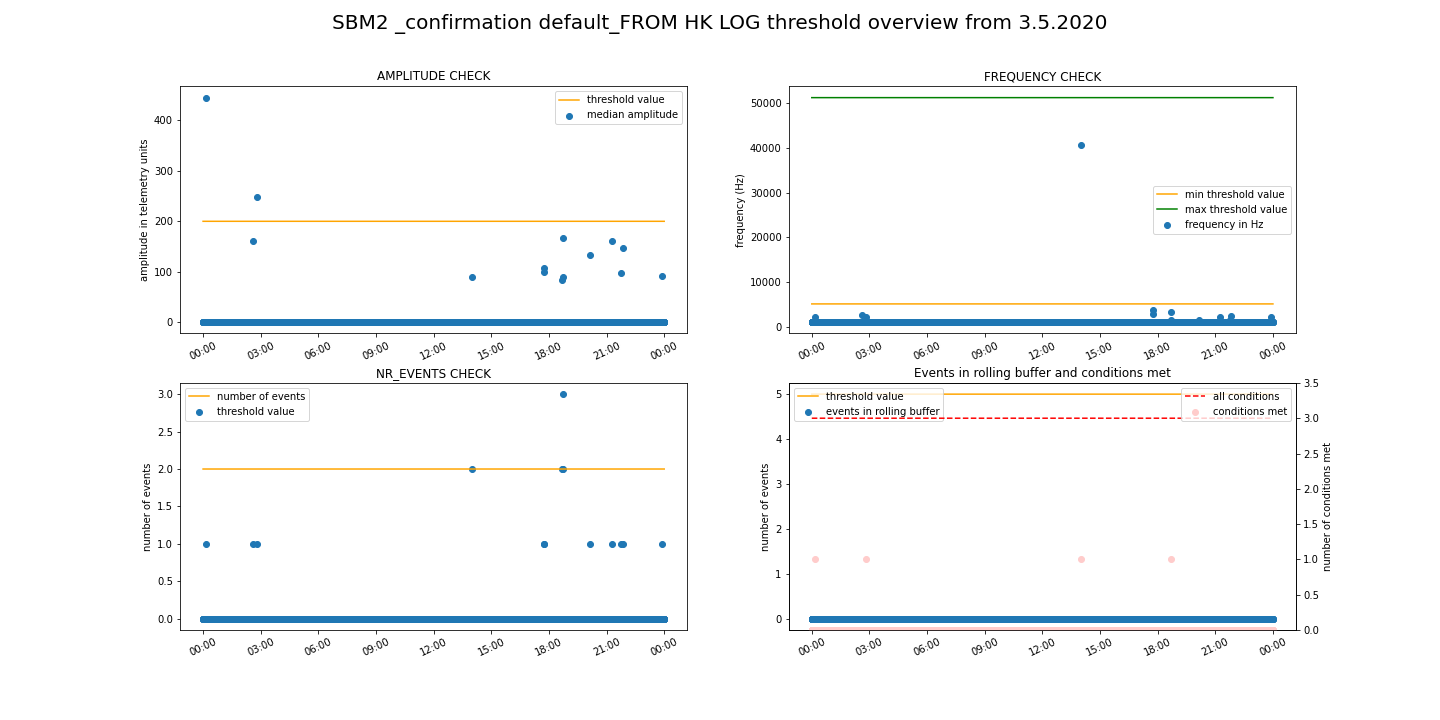 SBM2 _confirmation default_FROM HK LOG threshold overview from 3.5.2020
AMPLITUDE CHECK
amplitude in telemetry units
400
300
200
100
0
threshold value
median amplitude
00:00 03:00 06:00 09:00 12:00 15:00 18:00 21:00 00:00
FREQUENCY CHECK
frequency (Hz)
50000
40000
30000
20000
10000
0
min threshold value
max threshold value
frequency in Hz
00:00 03:00 06:00 09:00 12:00 15:00 18:00 21:00 00:00
NR_EVENTS CHECK
number of events
3.0
2.5
2.0
1.5
1.0
0.5
0.0
number of events
threshold value
00:00 03:00 06:00 09:00 12:00 15:00 18:00 21:00 00:00
Events in rolling buffer and conditions met
number of events
5
4
3
2
1
0
threshold value
events in rolling buffer
all conditions
conditions met
3.5
3.0
2.5
2.0
1.5
1.0
0.5
0.0
number of conditions met
00:00 03:00 06:00 09:00 12:00 15:00 18:00 21:00 00:00